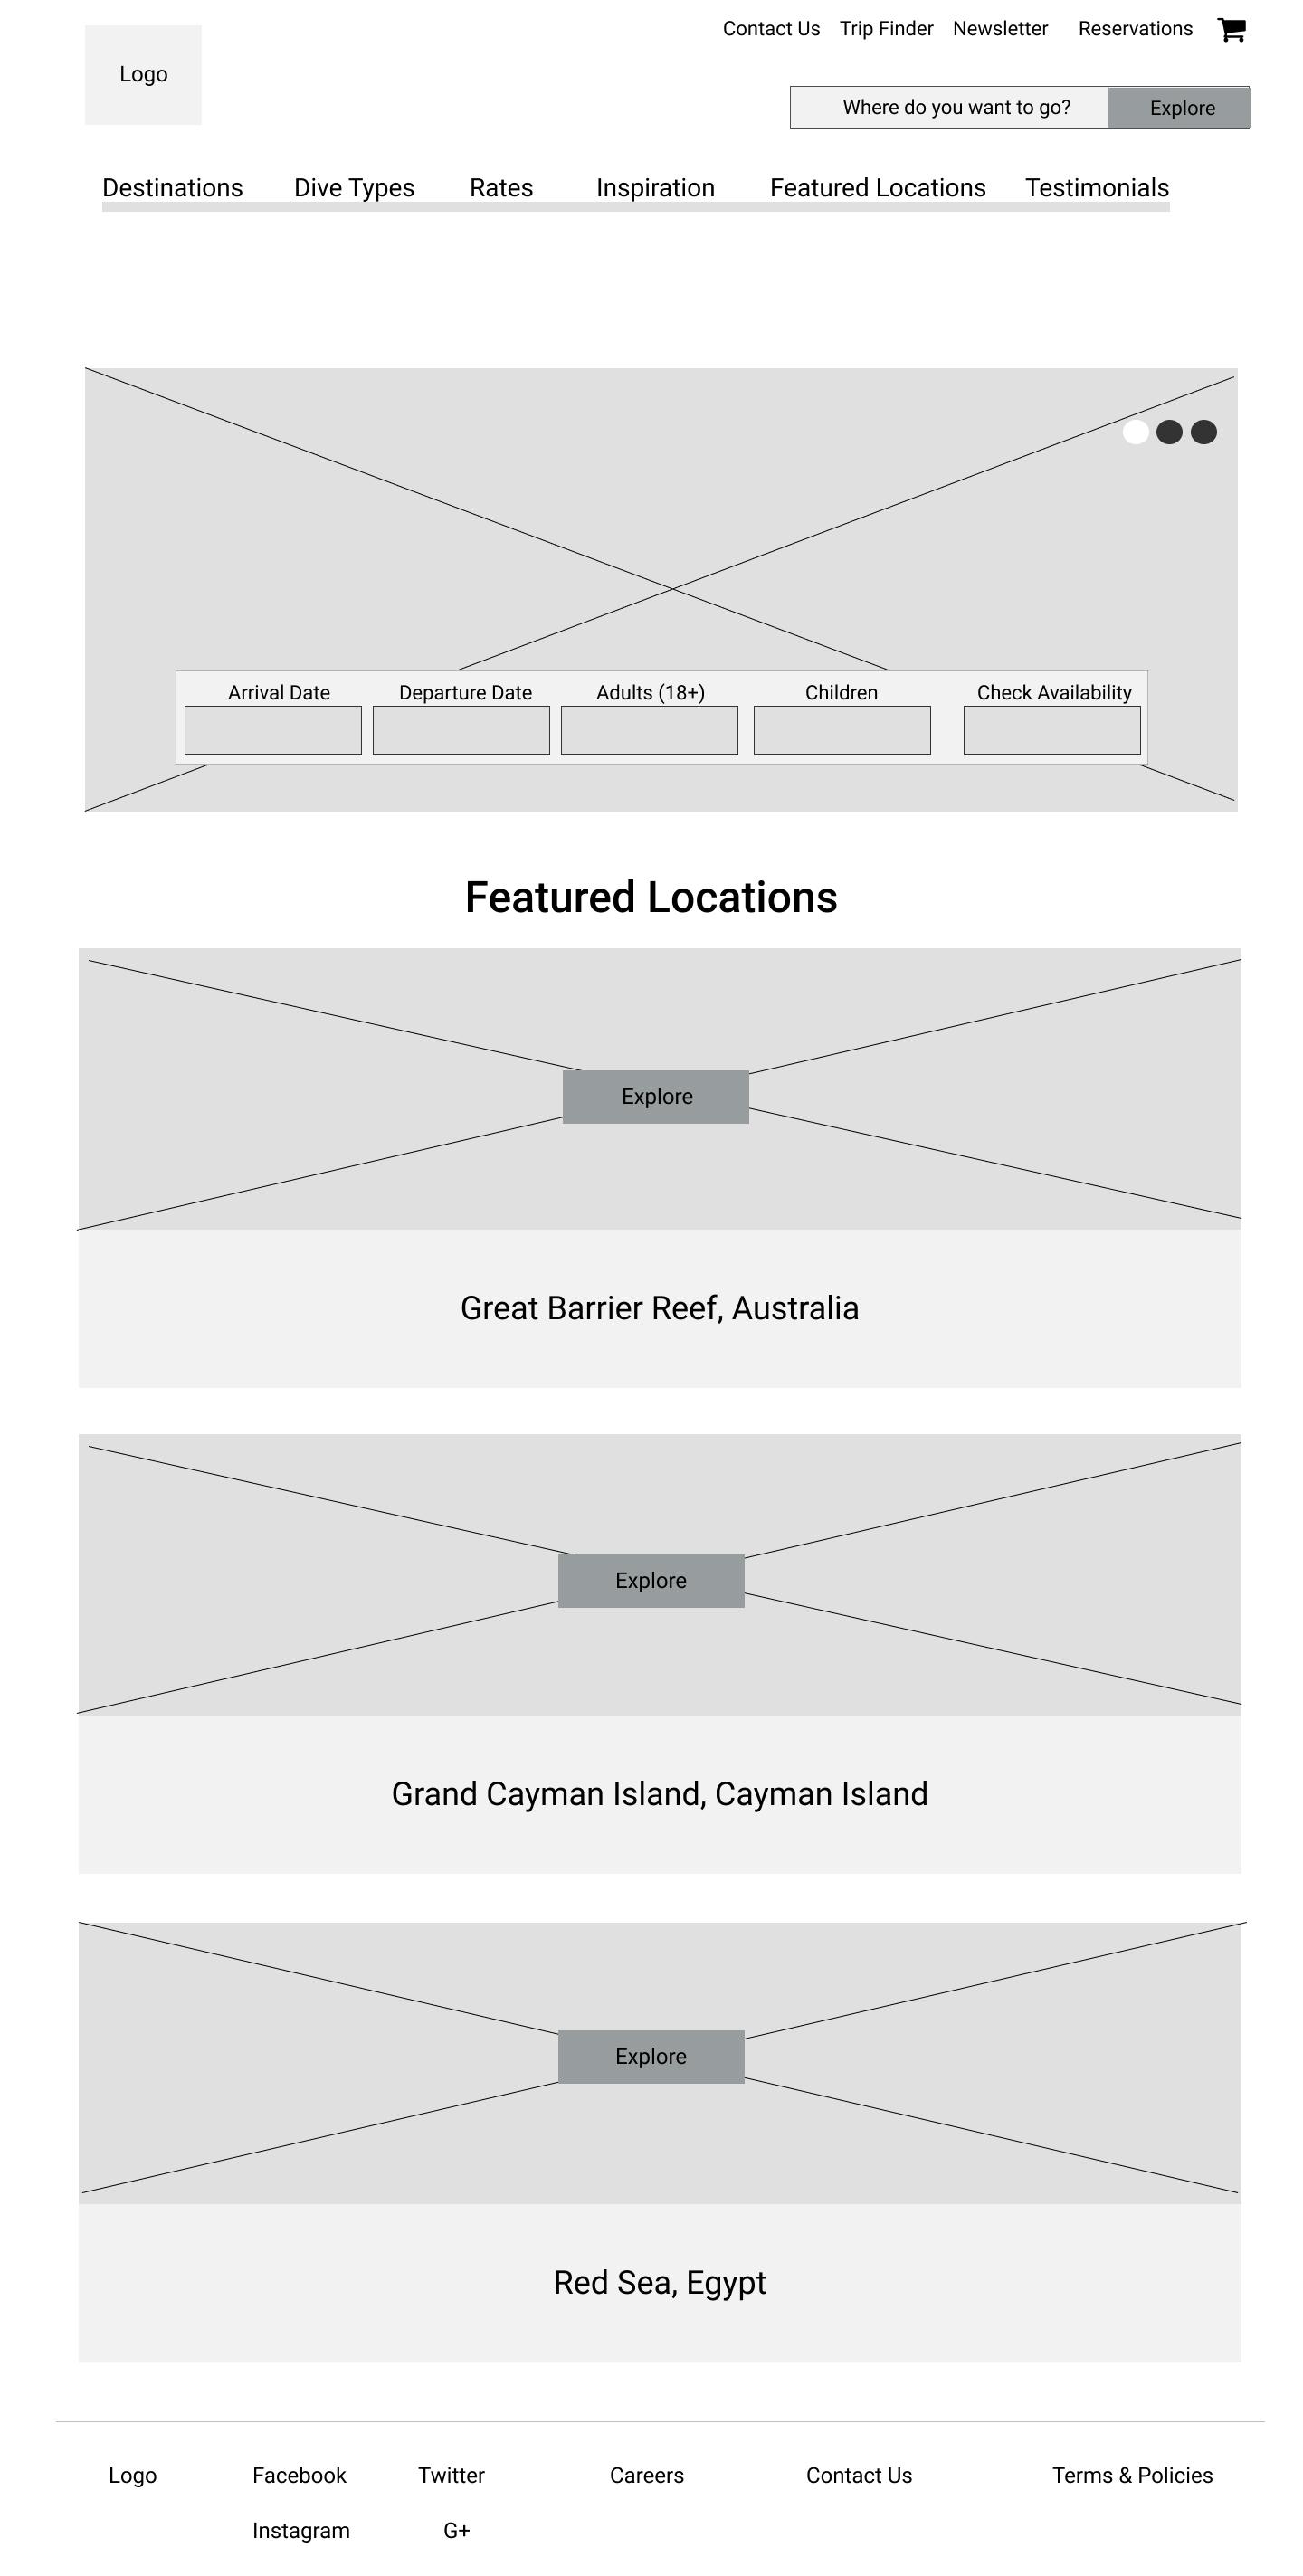 Contact Us Trip Finder Newsletter Reservations
Logo
Where do you want to go? Explore
Destinations Dive Types Rates Inspiration Featured Locations Testimonials
Arrival Date Departure Date Adults (18+) Children Check Availability
Featured Locations
Explore
Great Barrier Reef, Australia
Explore
Grand Cayman Island, Cayman Island
Explore
Red Sea, Egypt
Logo Facebook Twitter Careers Contact Us Terms & Policies
Instagram G+